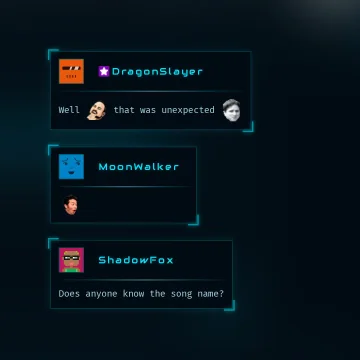 DragonSlayer
Well that was unexpected
MoonWalker
ShadowFox
Does anyone know the song name?